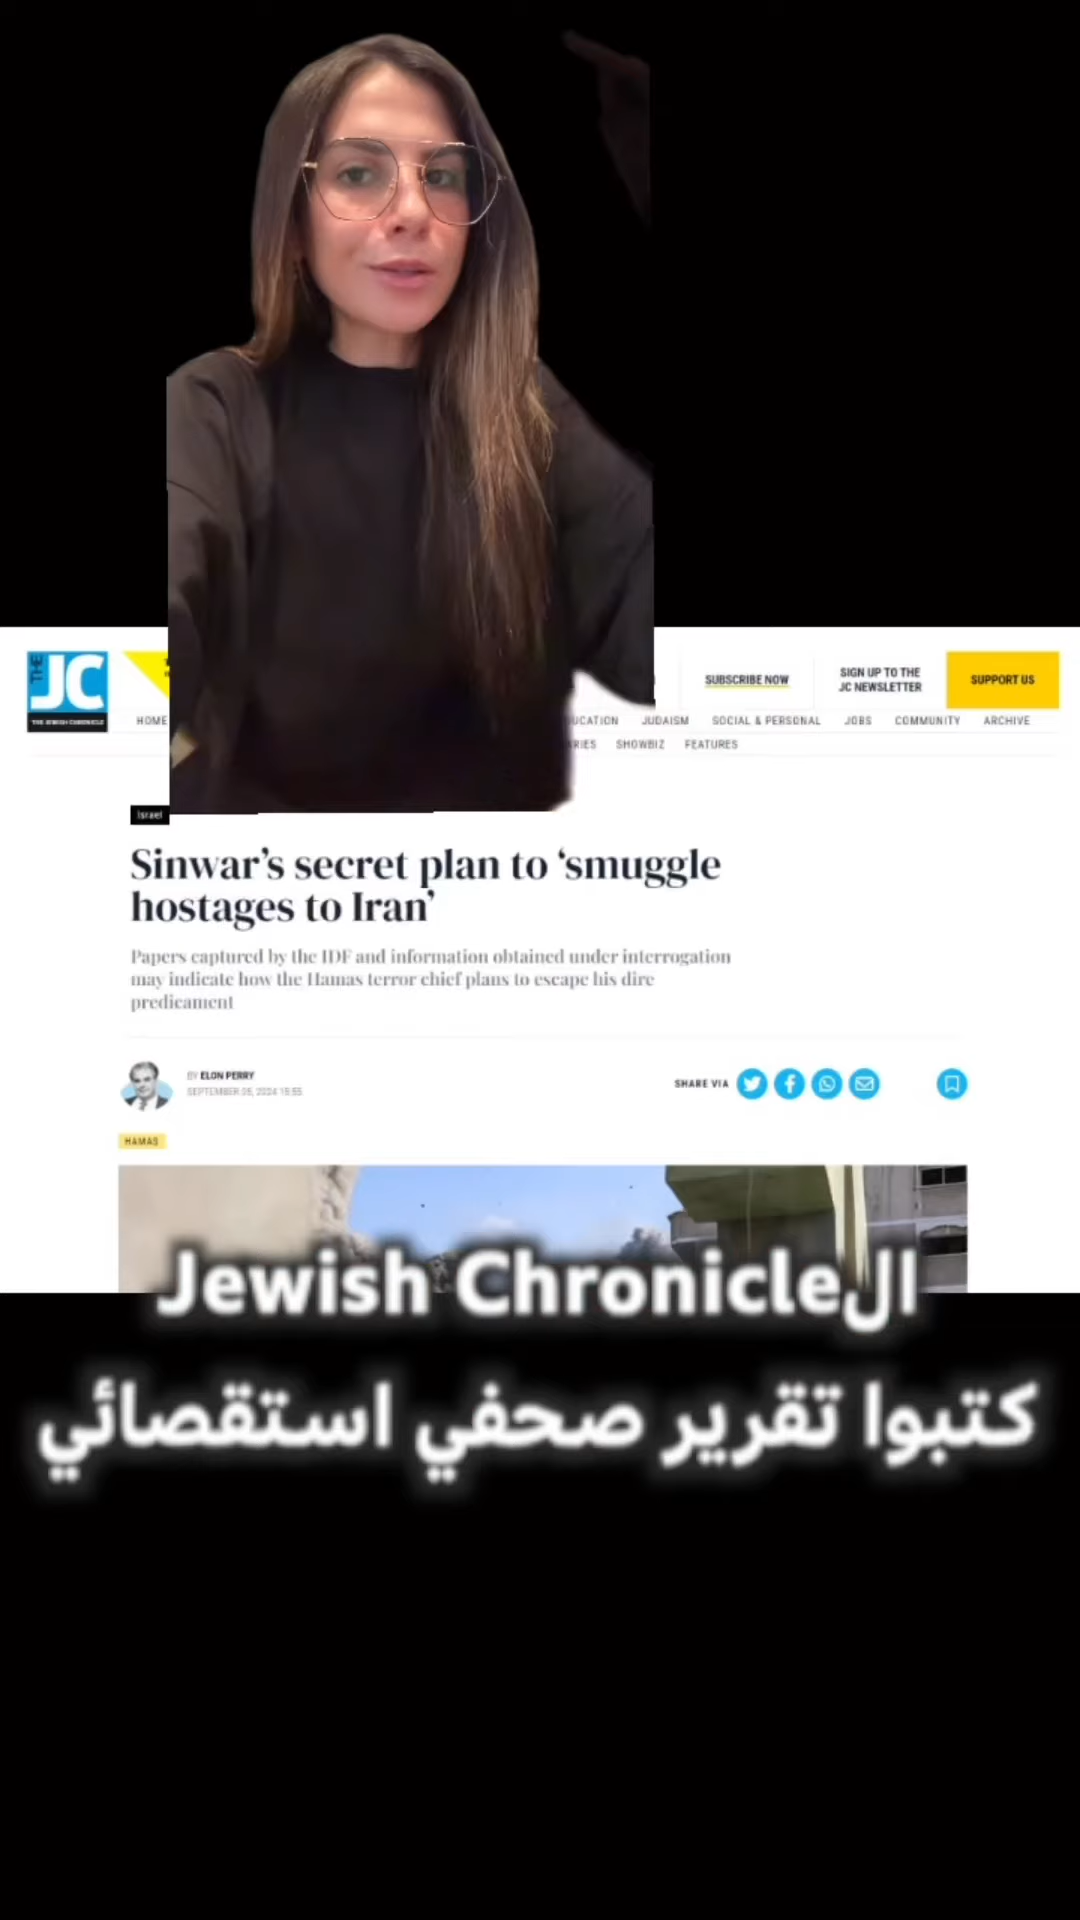 THE JC
THE JEWISH CHRONICLE
SUBSCRIBE NOW
SIGN UP TO THE
JC NEWSLETTER
SUPPORT US
HOME
JUDAISM SOCIAL & PERSONAL JOBS COMMUNITY ARCHIVE
SHOWBIZ FEATURES
Israel
Sinwar’s secret plan to ‘smuggle
hostages to Iran’
Papers captured by the IDF and information obtained under interrogation
may indicate how the Hamas terror chief plans to escape his dire
predicament
BY ELON PERRY
SHARE VIA
HAMAS
الJewish Chronicle
كتبوا تقرير صحفي استقصائي